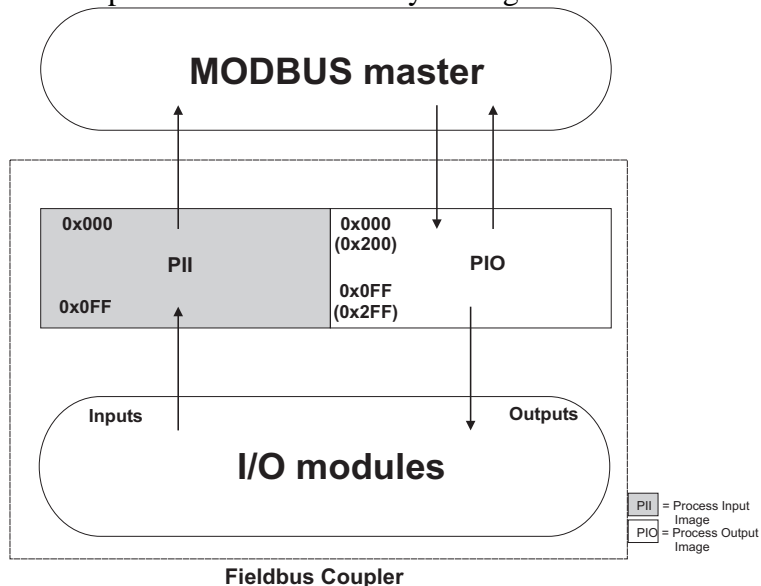 MODBUS master
0x000
0x000
(0x200)
PII
PIO
0x0FF
0x0FF
(0x2FF)
Inputs
Outputs
I/O modules
PII = Process Input
Image
PIO = Process Output
Image
Fieldbus Coupler